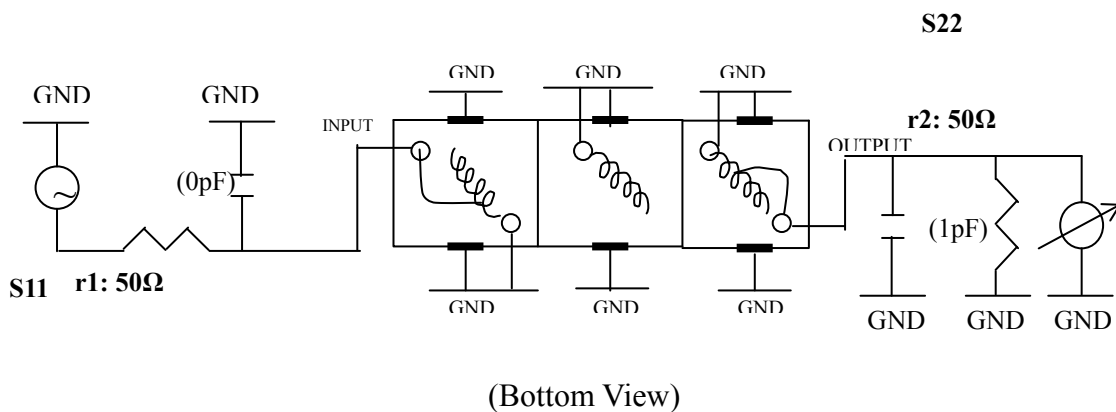 S22
GND
GND
GND
GND
GND
INPUT
r2: 50Ω
OUTPUT
(0pF)
(1pF)
S11
r1: 50Ω
GND
GND
GND
GND
GND
GND
(Bottom View)